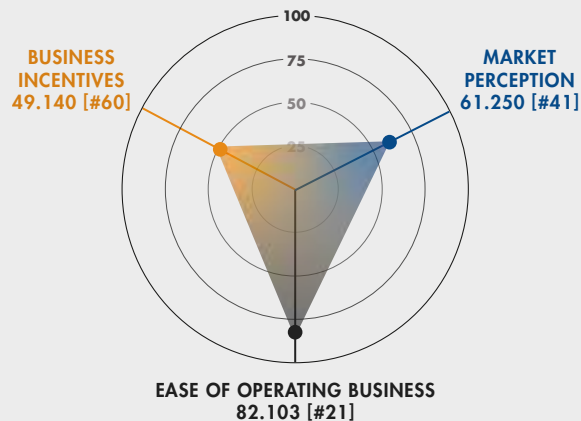 100
BUSINESS
INCENTIVES
49.140 [#60]
75
MARKET
PERCEPTION
61.250 [#41]
50
25
EASE OF OPERATING BUSINESS
82.103 [#21]